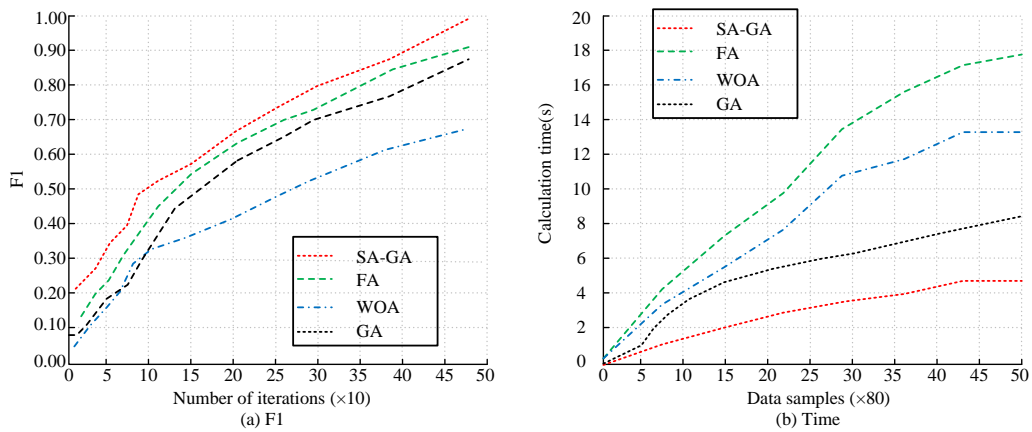 1.00
0.90
0.80
0.70
0.60
0.50
0.40
0.30
0.20
0.10
0.00
F1
0 1 5 10 15 20 25 30 35 40 45 50
Number of iterations (×10)
(a) F1
SA-GA
FA
WOA
GA
20
18
16
14
12
10
8
6
4
2
0
Calculation time(s)
0 5 10 15 20 25 30 35 40 45 50
Data samples (×80)
(b) Time
SA-GA
FA
WOA
GA